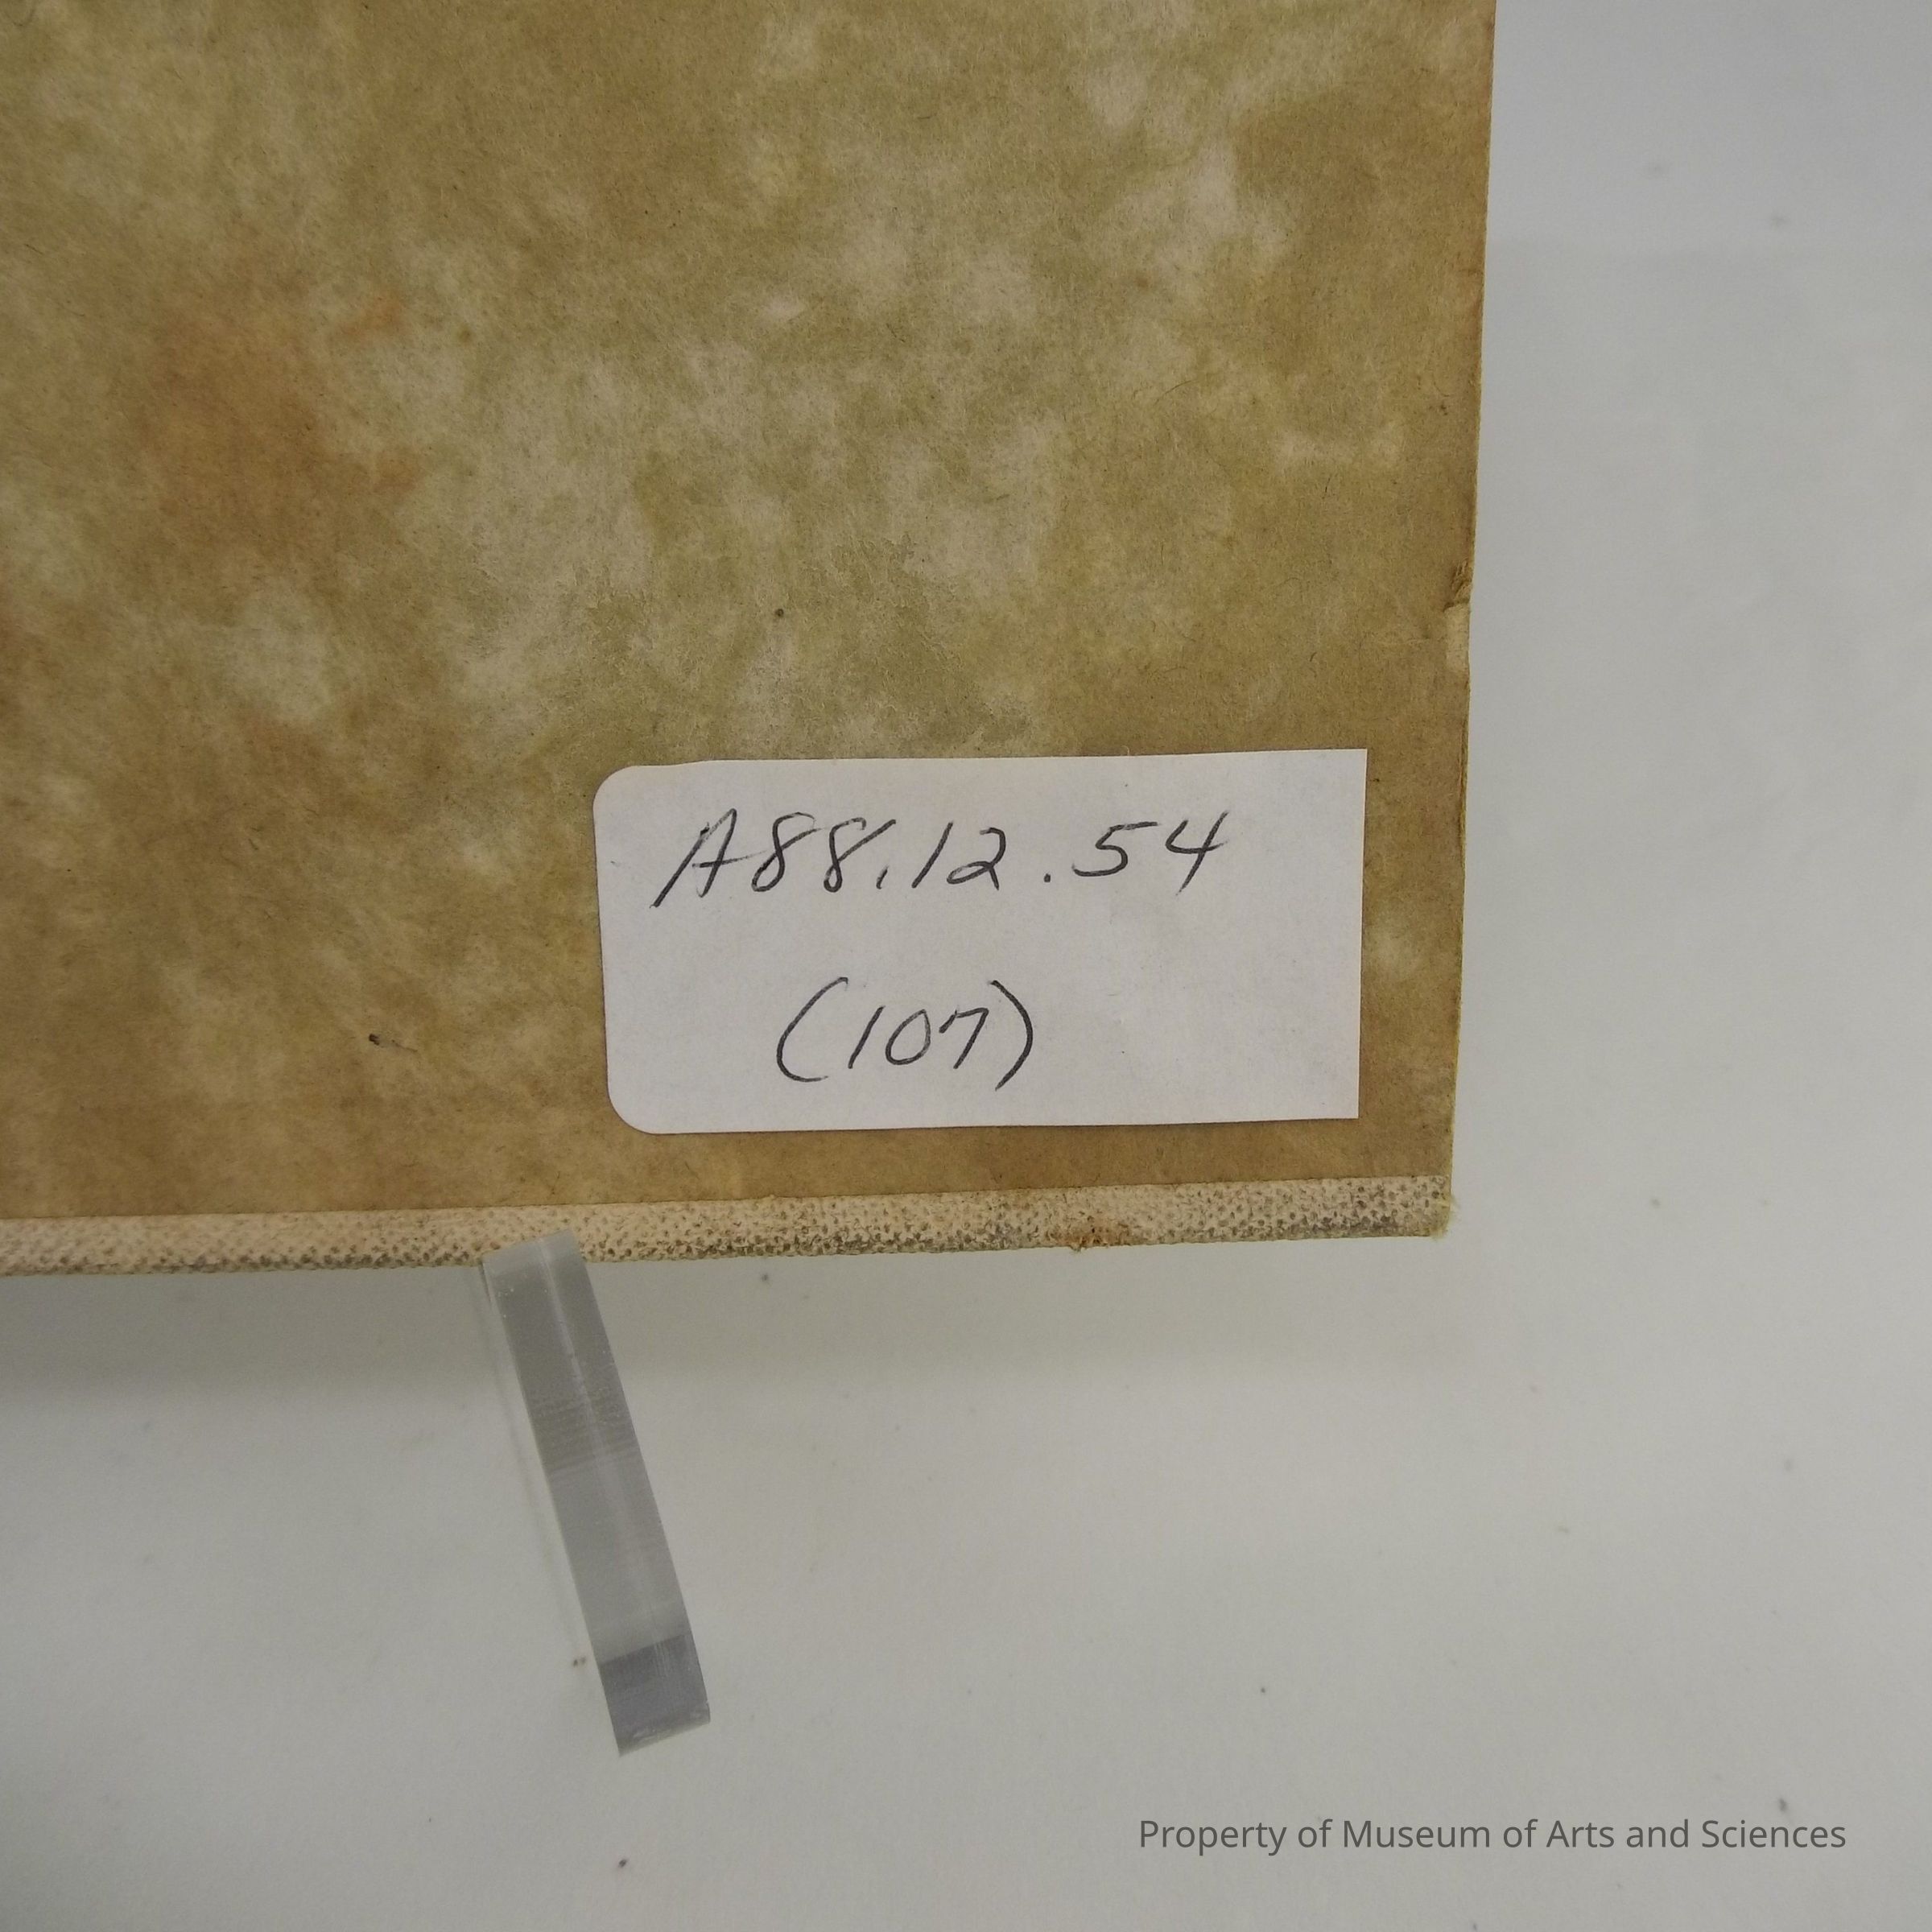 A88.12.54
(107)
Property of Museum of Arts and Sciences